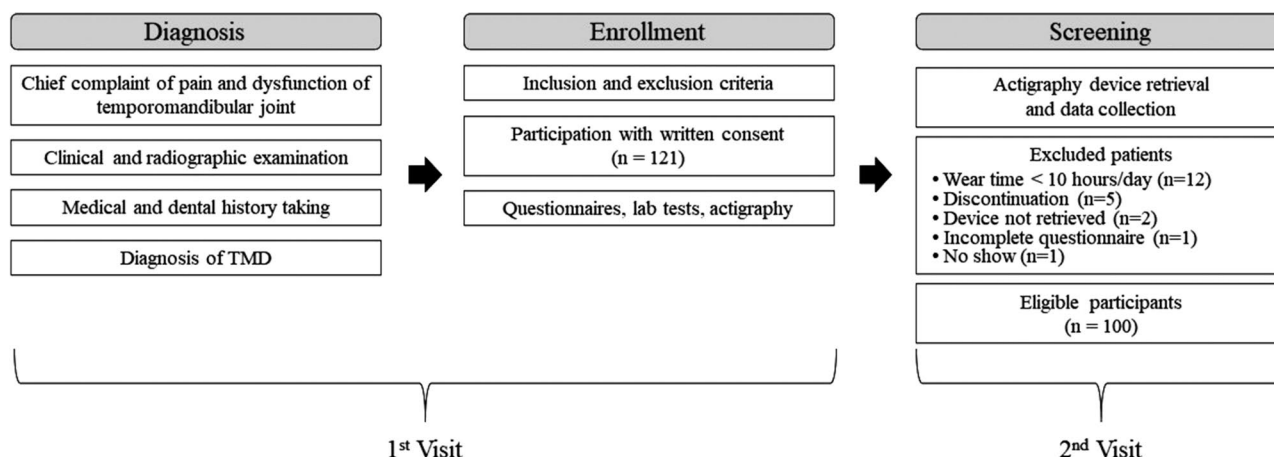 Diagnosis
Chief complaint of pain and dysfunction of
temporomandibular joint
Clinical and radiographic examination
Medical and dental history taking
Diagnosis of TMD
Enrollment
Inclusion and exclusion criteria
Participation with written consent
(n = 121)
Questionnaires, lab tests, actigraphy
Screening
Actigraphy device retrieval
and data collection
Excluded patients
• Wear time < 10 hours/day (n=12)
• Discontinuation (n=5)
• Device not retrieved (n=2)
• Incomplete questionnaire (n=1)
• No show (n=1)
Eligible participants
(n = 100)
1st Visit
2nd Visit